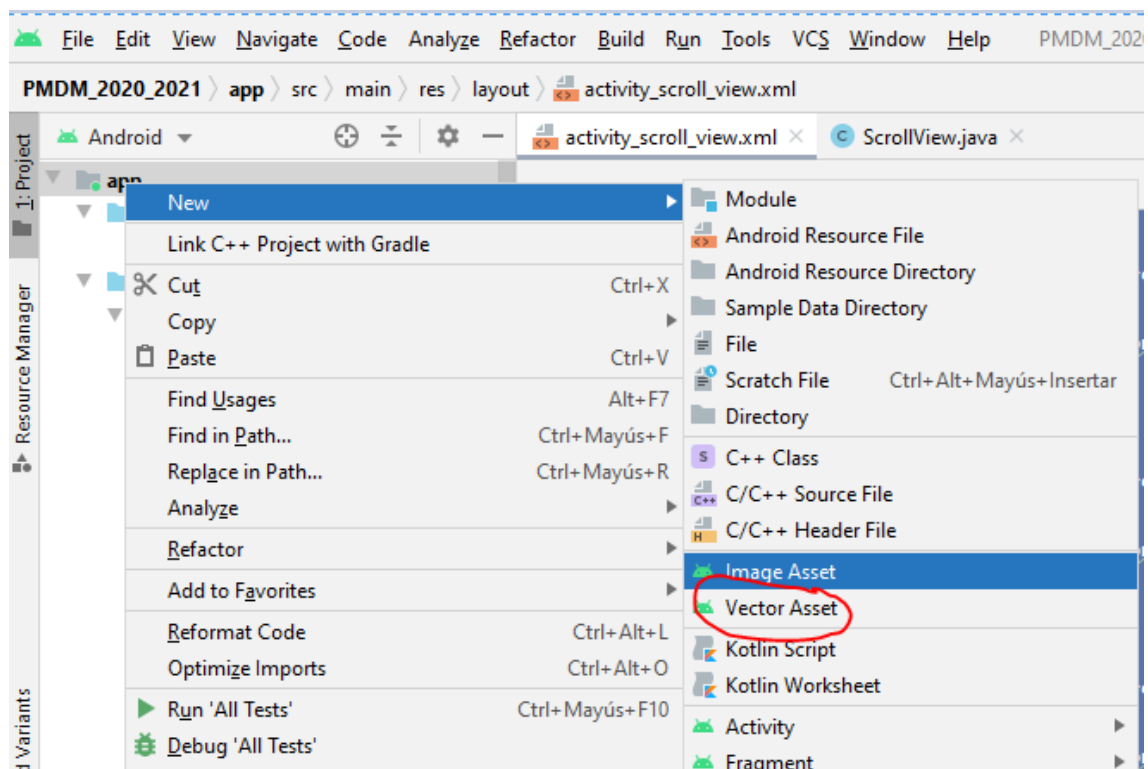 File Edit View Navigate Code Analyze Refactor Build Run Tools VCS Window Help PMDM_202
PMDM_2020_2021 app src main res layout activity_scroll_view.xml
1: Project
Resource Manager
Variants
Android activity_scroll_view.xml ScrollView.java
app
New
Link C++ Project with Gradle
Cut Ctrl+X
Copy
Paste Ctrl+V
Find Usages Alt+F7
Find in Path... Ctrl+Mayús+F
Replace in Path... Ctrl+Mayús+R
Analyze
Refactor
Add to Favorites
Reformat Code Ctrl+Alt+L
Optimize Imports Ctrl+Alt+O
Run 'All Tests' Ctrl+Mayús+F10
Debug 'All Tests'
Module
Android Resource File
Android Resource Directory
Sample Data Directory
File
Scratch File Ctrl+Alt+Mayús+Insertar
Directory
S C++ Class
C++ C/C++ Source File
H C/C++ Header File
Image Asset
Vector Asset
Kotlin Script
Kotlin Worksheet
Activity
Fragment